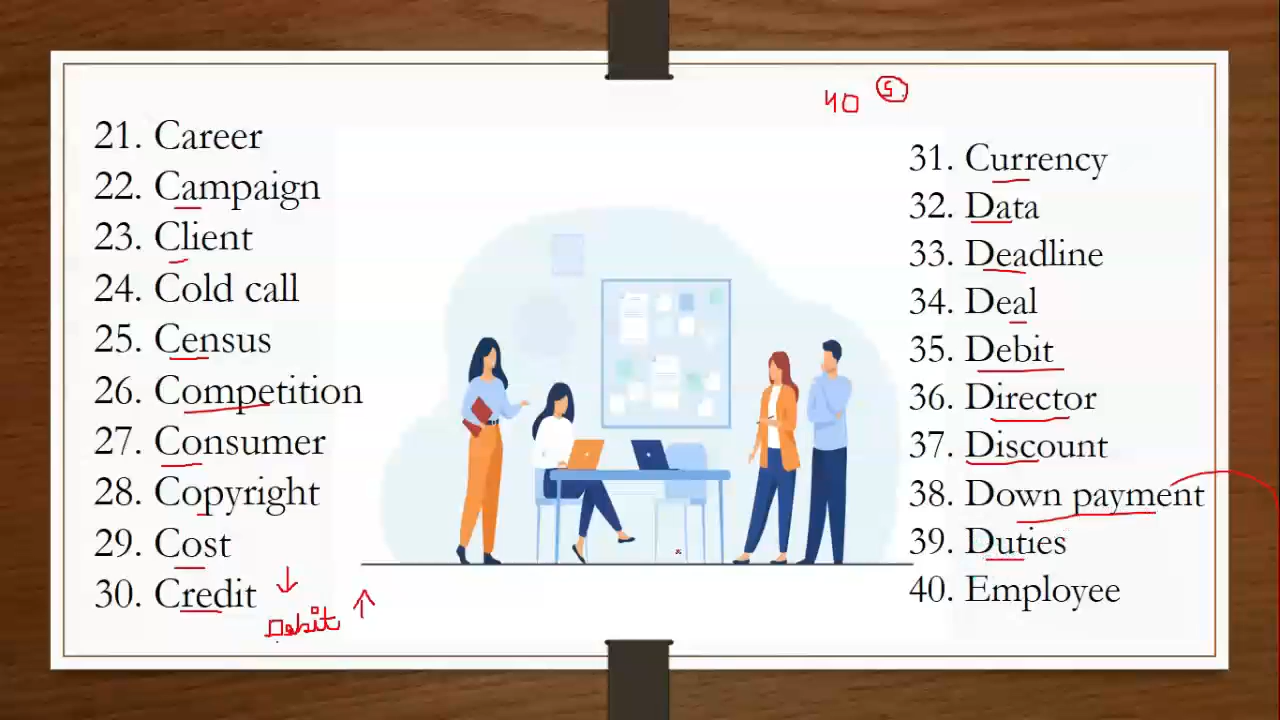 40 5
21. Career
22. Campaign
23. Client
24. Cold call
25. Census
26. Competition
27. Consumer
28. Copyright
29. Cost
30. Credit
Debit
31. Currency
32. Data
33. Deadline
34. Deal
35. Debit
36. Director
37. Discount
38. Down payment
39. Duties
40. Employee